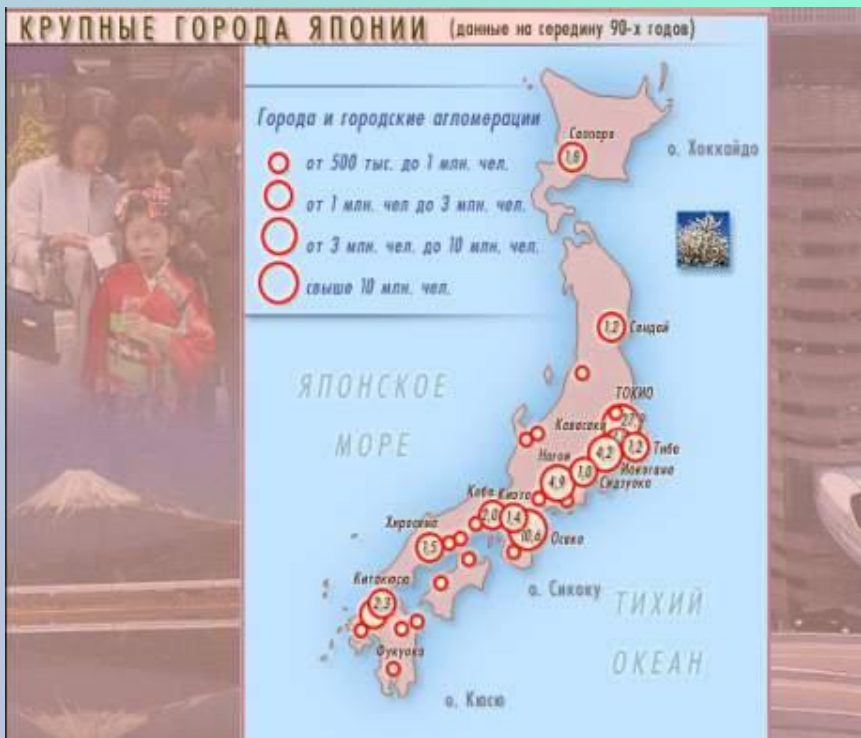 КРУПНЫЕ ГОРОДА ЯПОНИИ (данные на середину 90-х годов)
Города и городские агломерации
от 500 тыс. до 1 млн. чел.
от 1 млн. чел до 3 млн. чел.
от 3 млн. чел. до 10 млн. чел.
свыше 10 млн. чел.
Саппоро
1,8
о. Хоккайдо
1,2 Сендай
ЯПОНСКОЕ
МОРЕ
ТОКИО
27,9
Кавасаки
4,2
1,2 Тиба
Иокогама
Нагоя
4,9
1,0
Сидзуока
Кобе
2,0
Киото
1,4
10,6 Осака
Хиросима
1,5
о. Сикоку
Китакюсю
2,3
ТИХИЙ
ОКЕАН
Фукуока
о. Кюсю